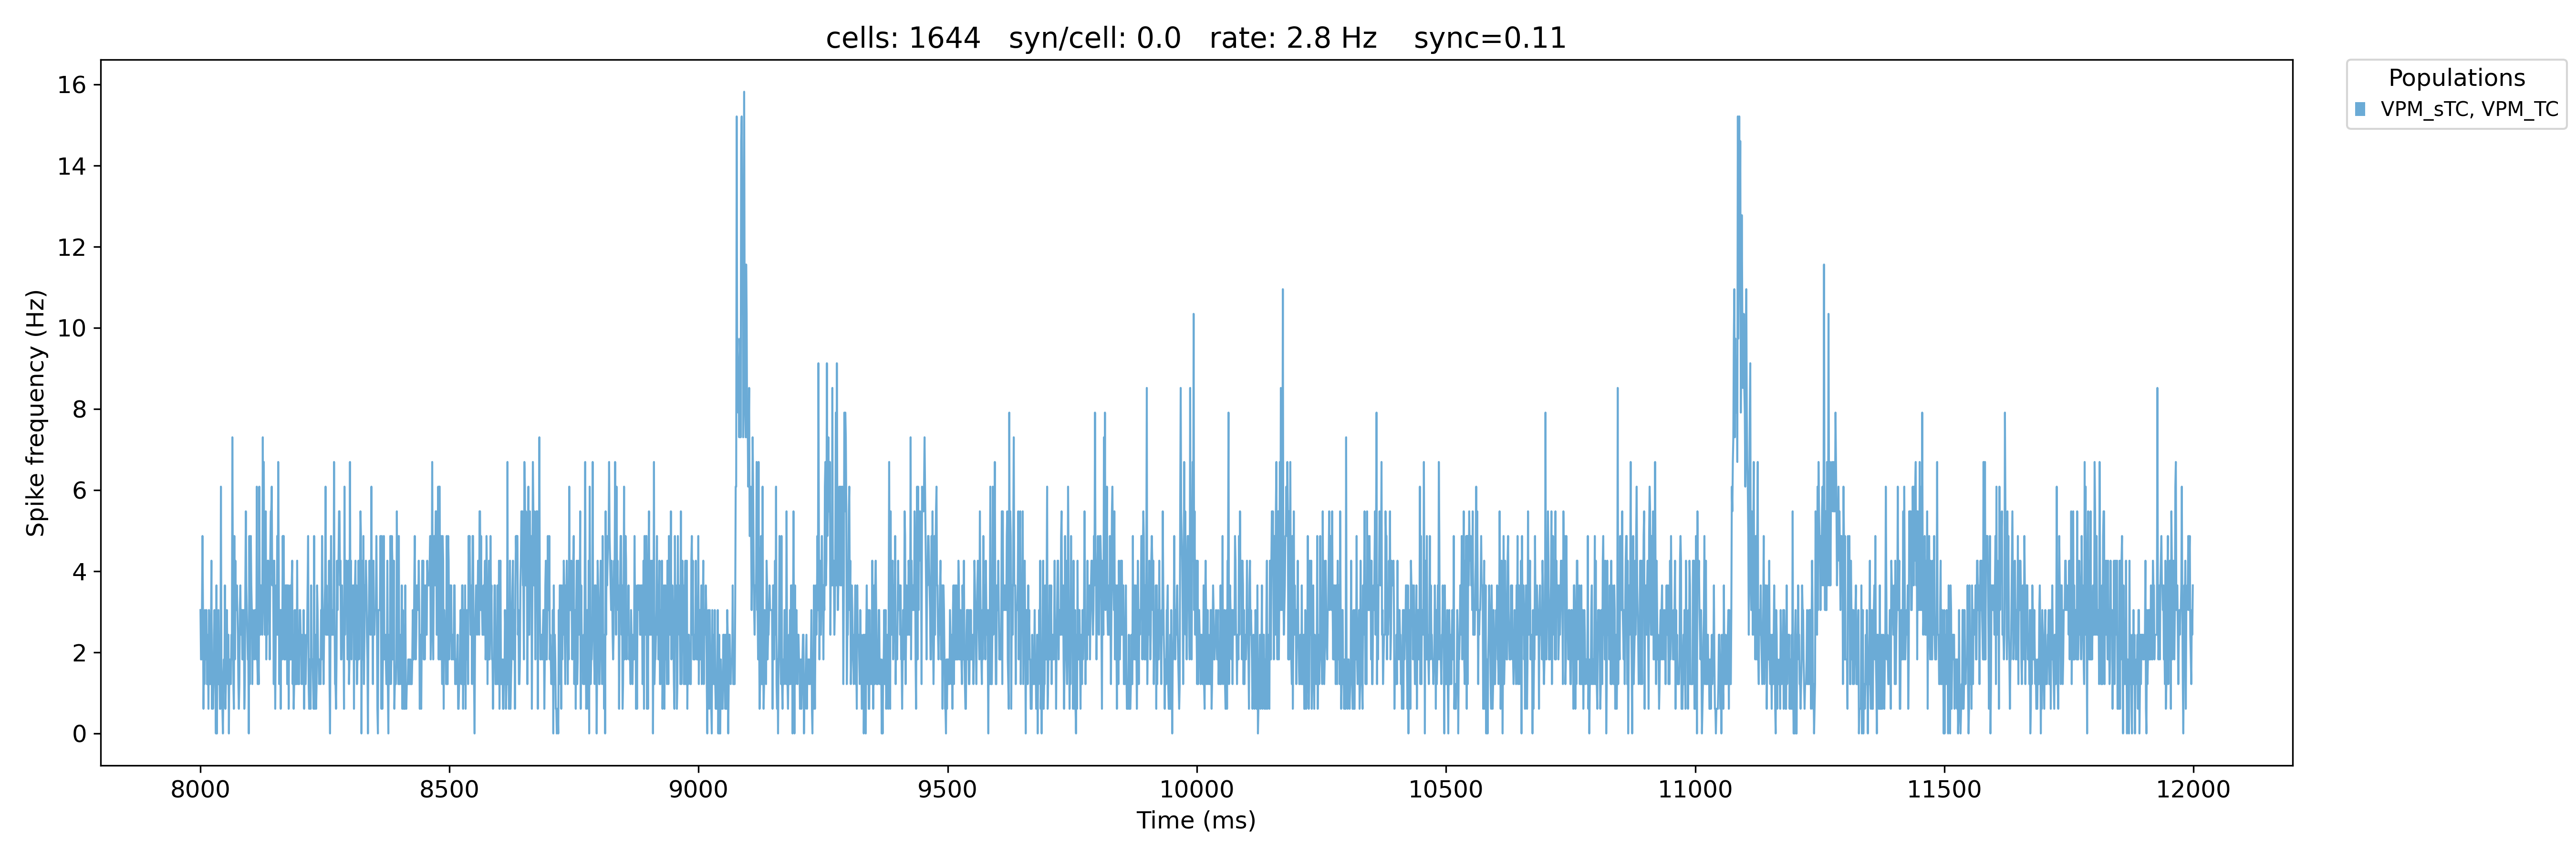 cells: 1644   syn/cell: 0.0   rate: 2.8 Hz    sync=0.11
Populations
VPM_sTC, VPM_TC
Spike frequency (Hz)
16
14
12
10
8
6
4
2
0
8000 8500 9000 9500 10000 10500 11000 11500 12000
Time (ms)